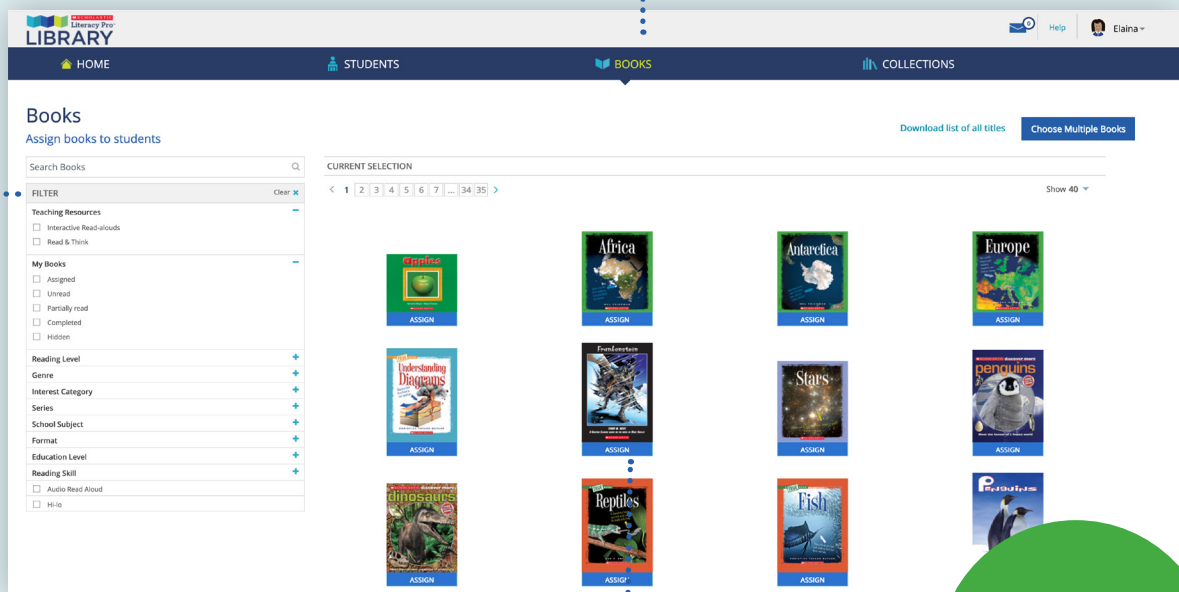 SCHOLASTIC
Literacy Pro
LIBRARY
0
Help
Elaina
HOME
STUDENTS
BOOKS
COLLECTIONS
Books
Assign books to students
Download list of all titles
Choose Multiple Books
Search Books
CURRENT SELECTION
FILTER
Clear ×
< 1 2 3 4 5 6 7 ... 34 35 >
Show 40
Teaching Resources
Interactive Read-alouds
Read & Think
My Books
Assigned
Unread
Partially read
Completed
Hidden
Reading Level
Genre
Interest Category
Series
School Subject
Format
Education Level
Reading Skill
Audio Read Aloud
Hi-lo
apples
ASSIGN
Africa
ASSIGN
Antarctica
ASSIGN
Europe
ASSIGN
Understanding
Diagrams
ASSIGN
Frankenstein
ASSIGN
Stars
ASSIGN
penguins
ASSIGN
dinosaurs
ASSIGN
Reptiles
ASSIGN
Fish
ASSIGN
PENGUINS